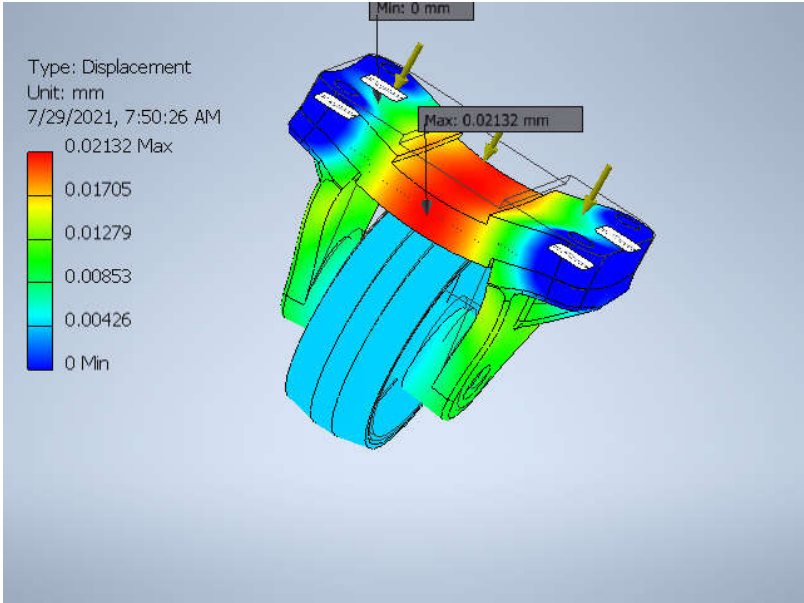 Min: 0 mm
Type: Displacement
Unit: mm
7/29/2021, 7:50:26 AM
Max: 0.02132 mm
0.02132 Max
0.01705
0.01279
0.00853
0.00426
0 Min